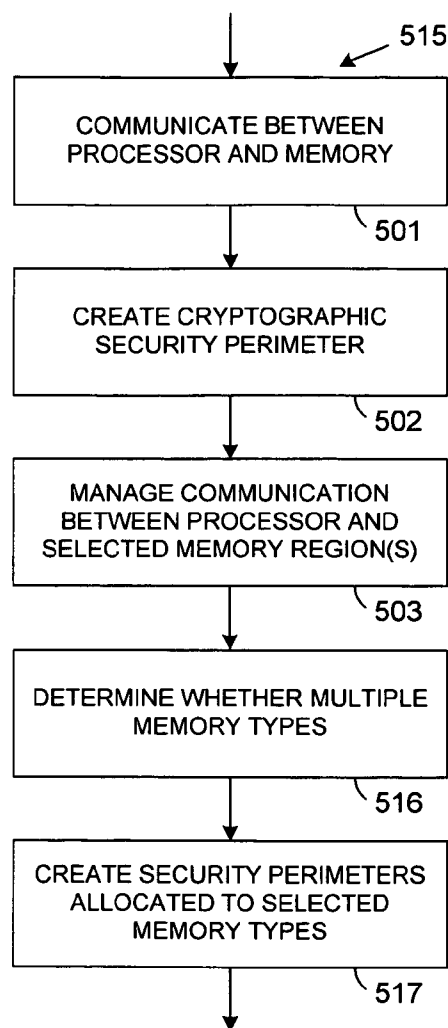 515
COMMUNICATE BETWEEN
PROCESSOR AND MEMORY
501
CREATE CRYPTOGRAPHIC
SECURITY PERIMETER
502
MANAGE COMMUNICATION
BETWEEN PROCESSOR AND
SELECTED MEMORY REGION(S)
503
DETERMINE WHETHER MULTIPLE
MEMORY TYPES
516
CREATE SECURITY PERIMETERS
ALLOCATED TO SELECTED
MEMORY TYPES
517